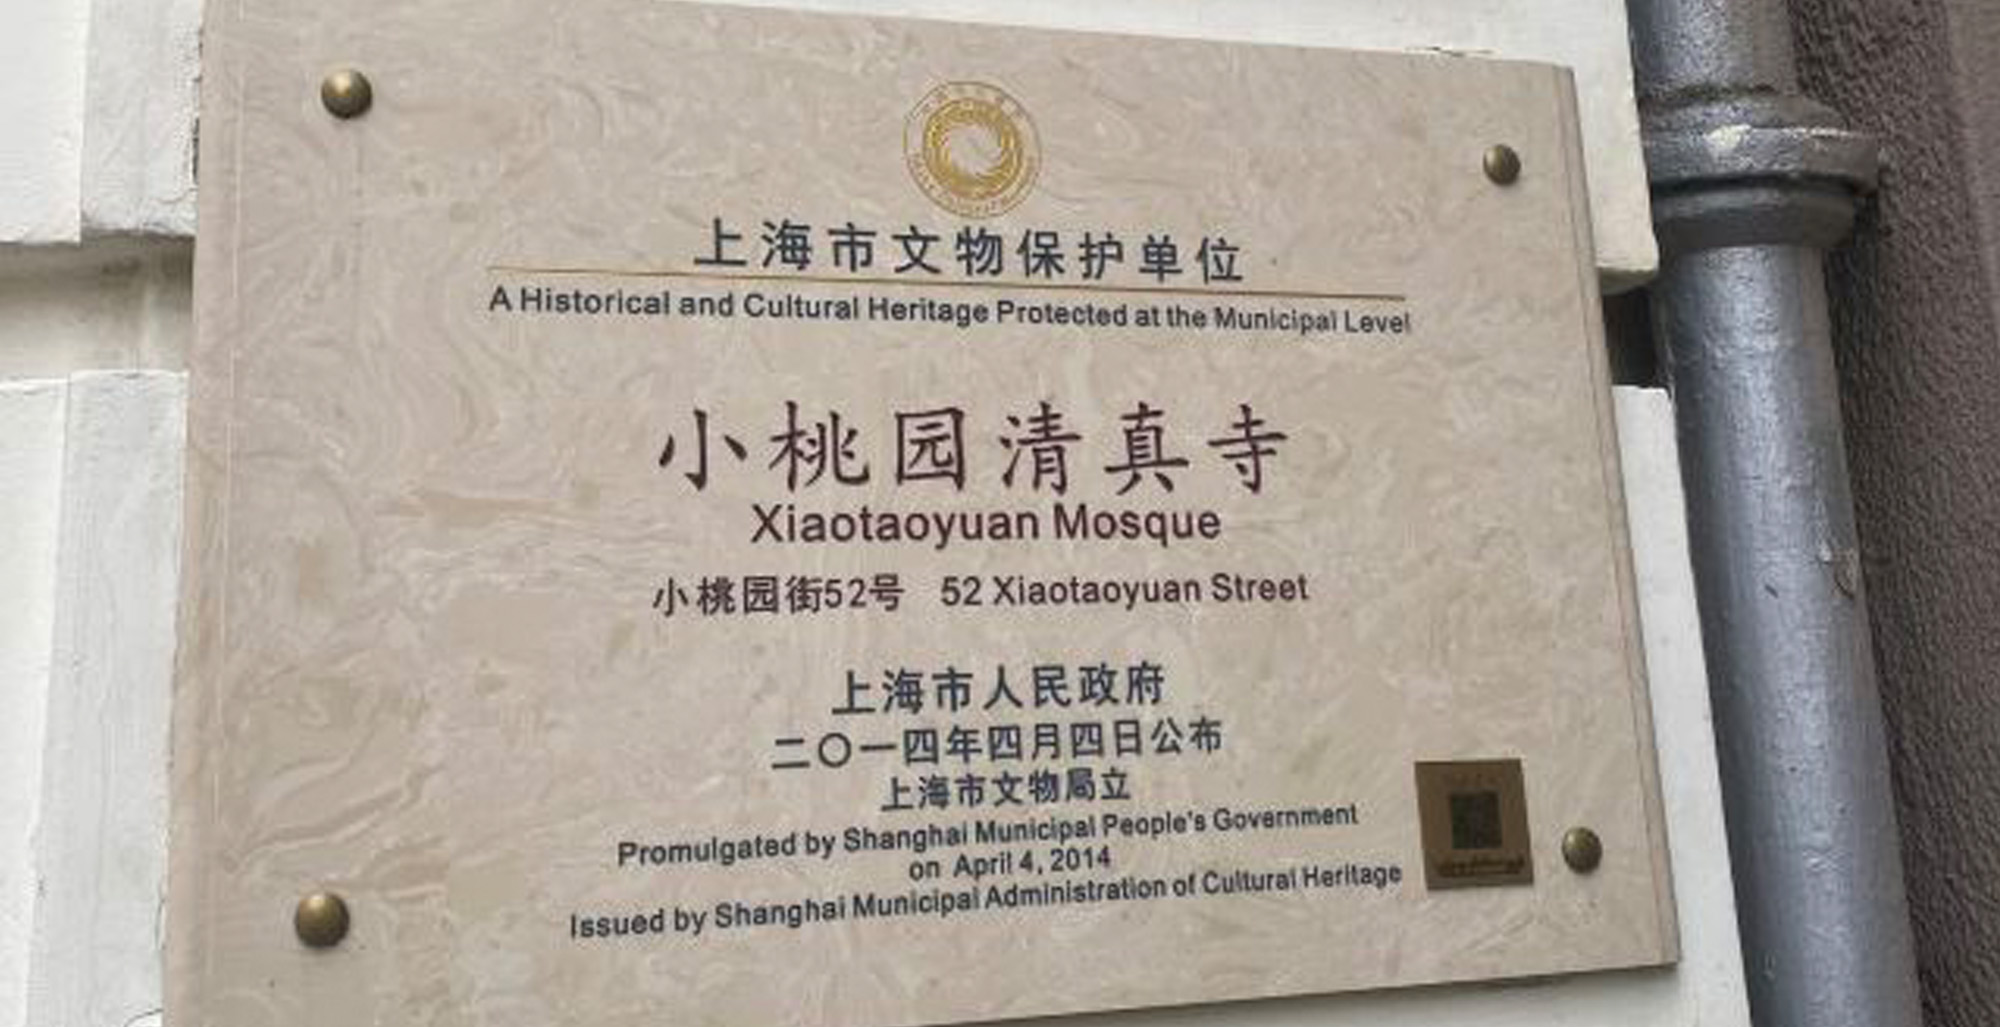 上海市文物保护单位
A Historical and Cultural Heritage Protected at the Municipal Level
小桃园清真寺
Xiaotaoyuan Mosque
小桃园街52号 52 Xiaotaoyuan Street
上海市人民政府
二〇一四年四月四日公布
上海市文物局立
Promulgated by Shanghai Municipal People's Government
on April 4, 2014
Issued by Shanghai Municipal Administration of Cultural Heritage